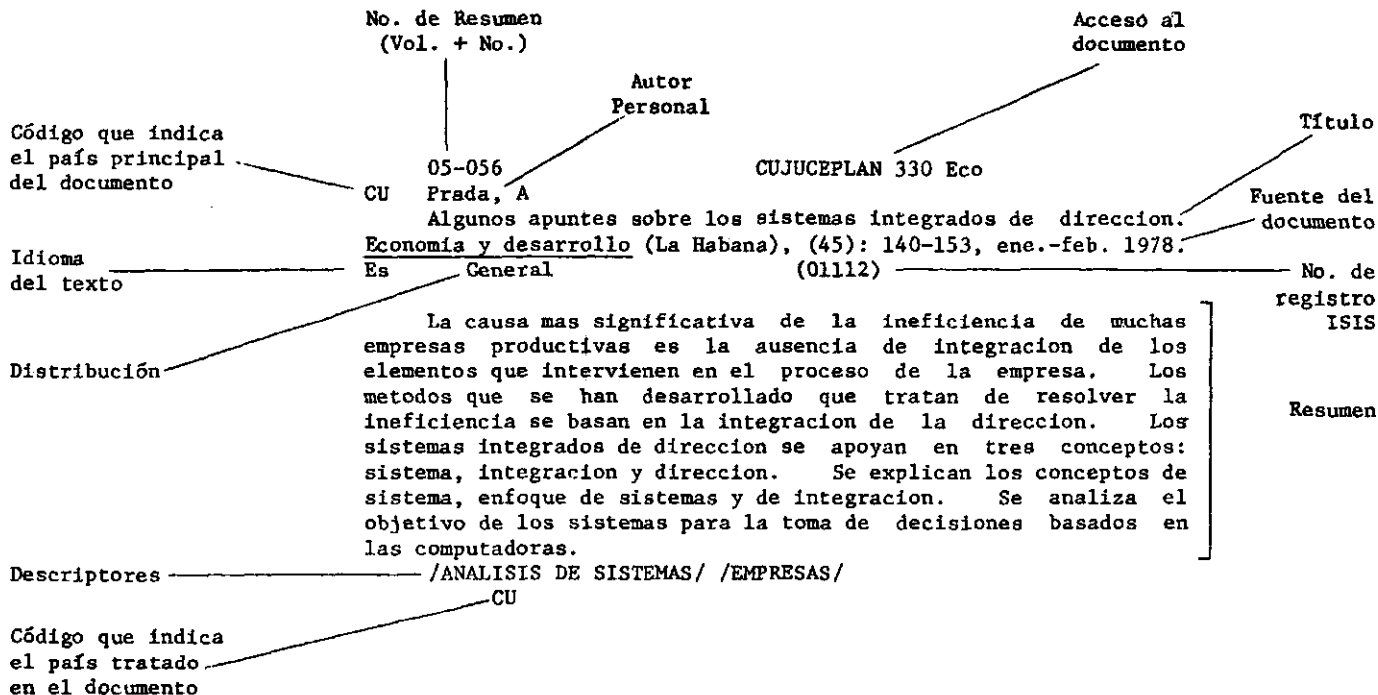 No. de Resumen
(Vol. + No.)
Acceso al
documento
Autor
Personal
Título
Código que indica
el país principal
del documento
05-056 CUJUCEPLAN 330 Eco
CU Prada, A
Algunos apuntes sobre los sistemas integrados de direccion.
Fuente del
documento
Economia y desarrollo (La Habana), (45): 140-153, ene.-feb. 1978.
Idioma
del texto
Es General (01112)
No. de
registro
ISIS
La causa mas significativa de la ineficiencia de muchas
empresas productivas es la ausencia de integracion de los
elementos que intervienen en el proceso de la empresa. Los
metodos que se han desarrollado que tratan de resolver la
ineficiencia se basan en la integracion de la direccion. Los
sistemas integrados de direccion se apoyan en tres conceptos:
sistema, integracion y direccion. Se explican los conceptos de
sistema, enfoque de sistemas y de integracion. Se analiza el
objetivo de los sistemas para la toma de decisiones basados en
las computadoras.
Distribución
Resumen
Descriptores
/ANALISIS DE SISTEMAS/ /EMPRESAS/
CU
Código que indica
el país tratado
en el documento